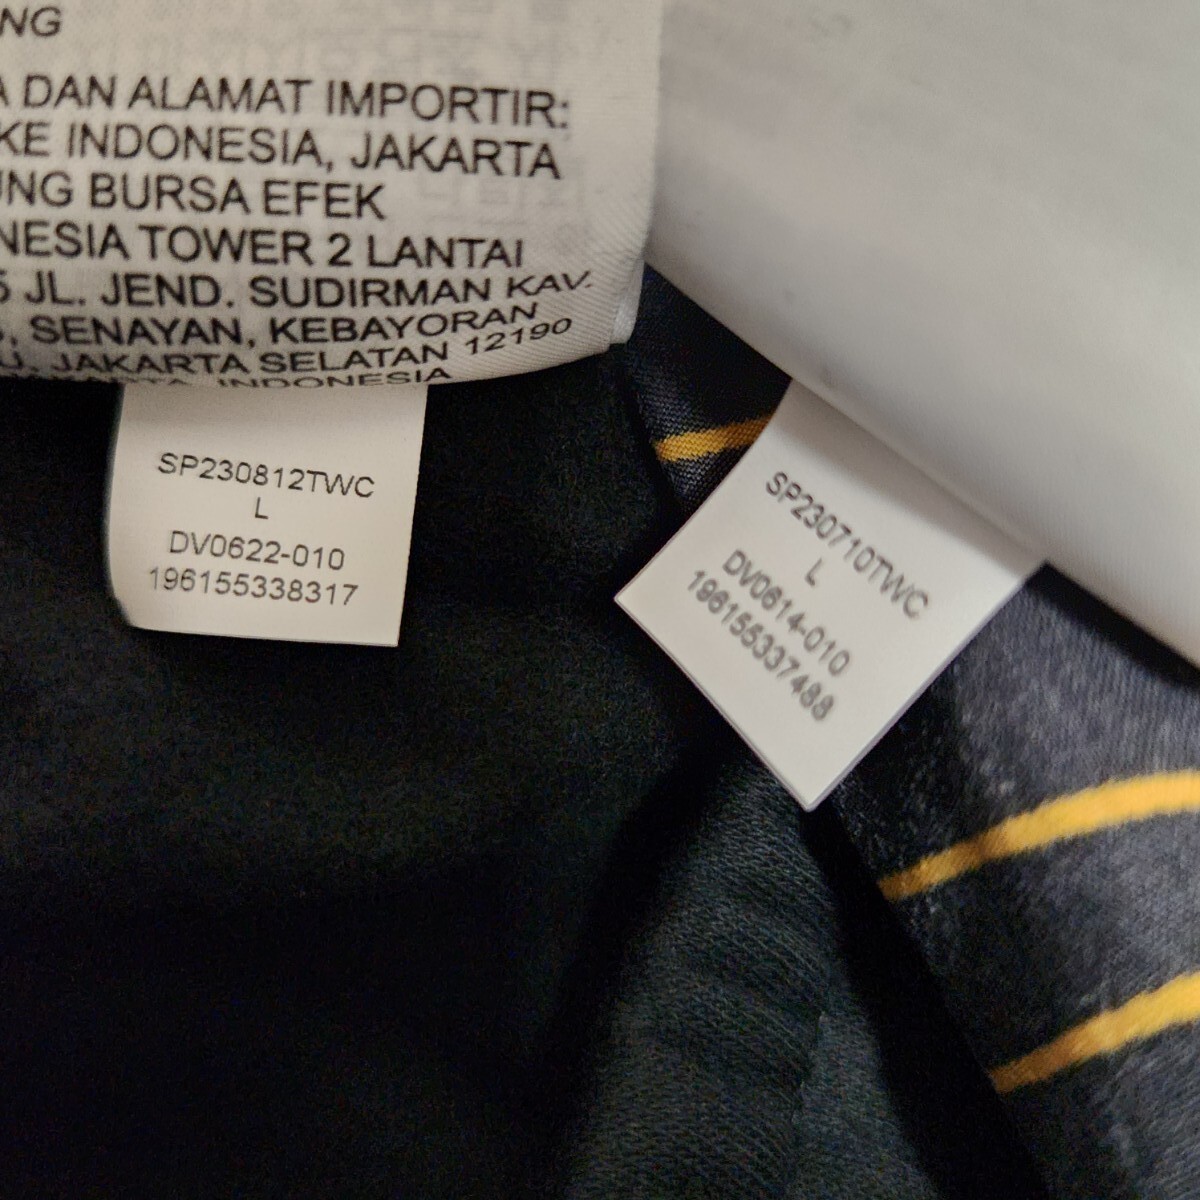 NG
A DAN ALAMAT IMPORTIR:
KE INDONESIA, JAKARTA
UNG BURSA EFEK
NESIA TOWER 2 LANTAI
JL. JEND. SUDIRMAN KAV.
SENAYAN, KEBAYORAN
U, JAKARTA SELATAN 12190
INDONESIA
SP230812TWC
L
DV0622-010
196155338317
SP230710TWC
L
DV0614-010
196155337488